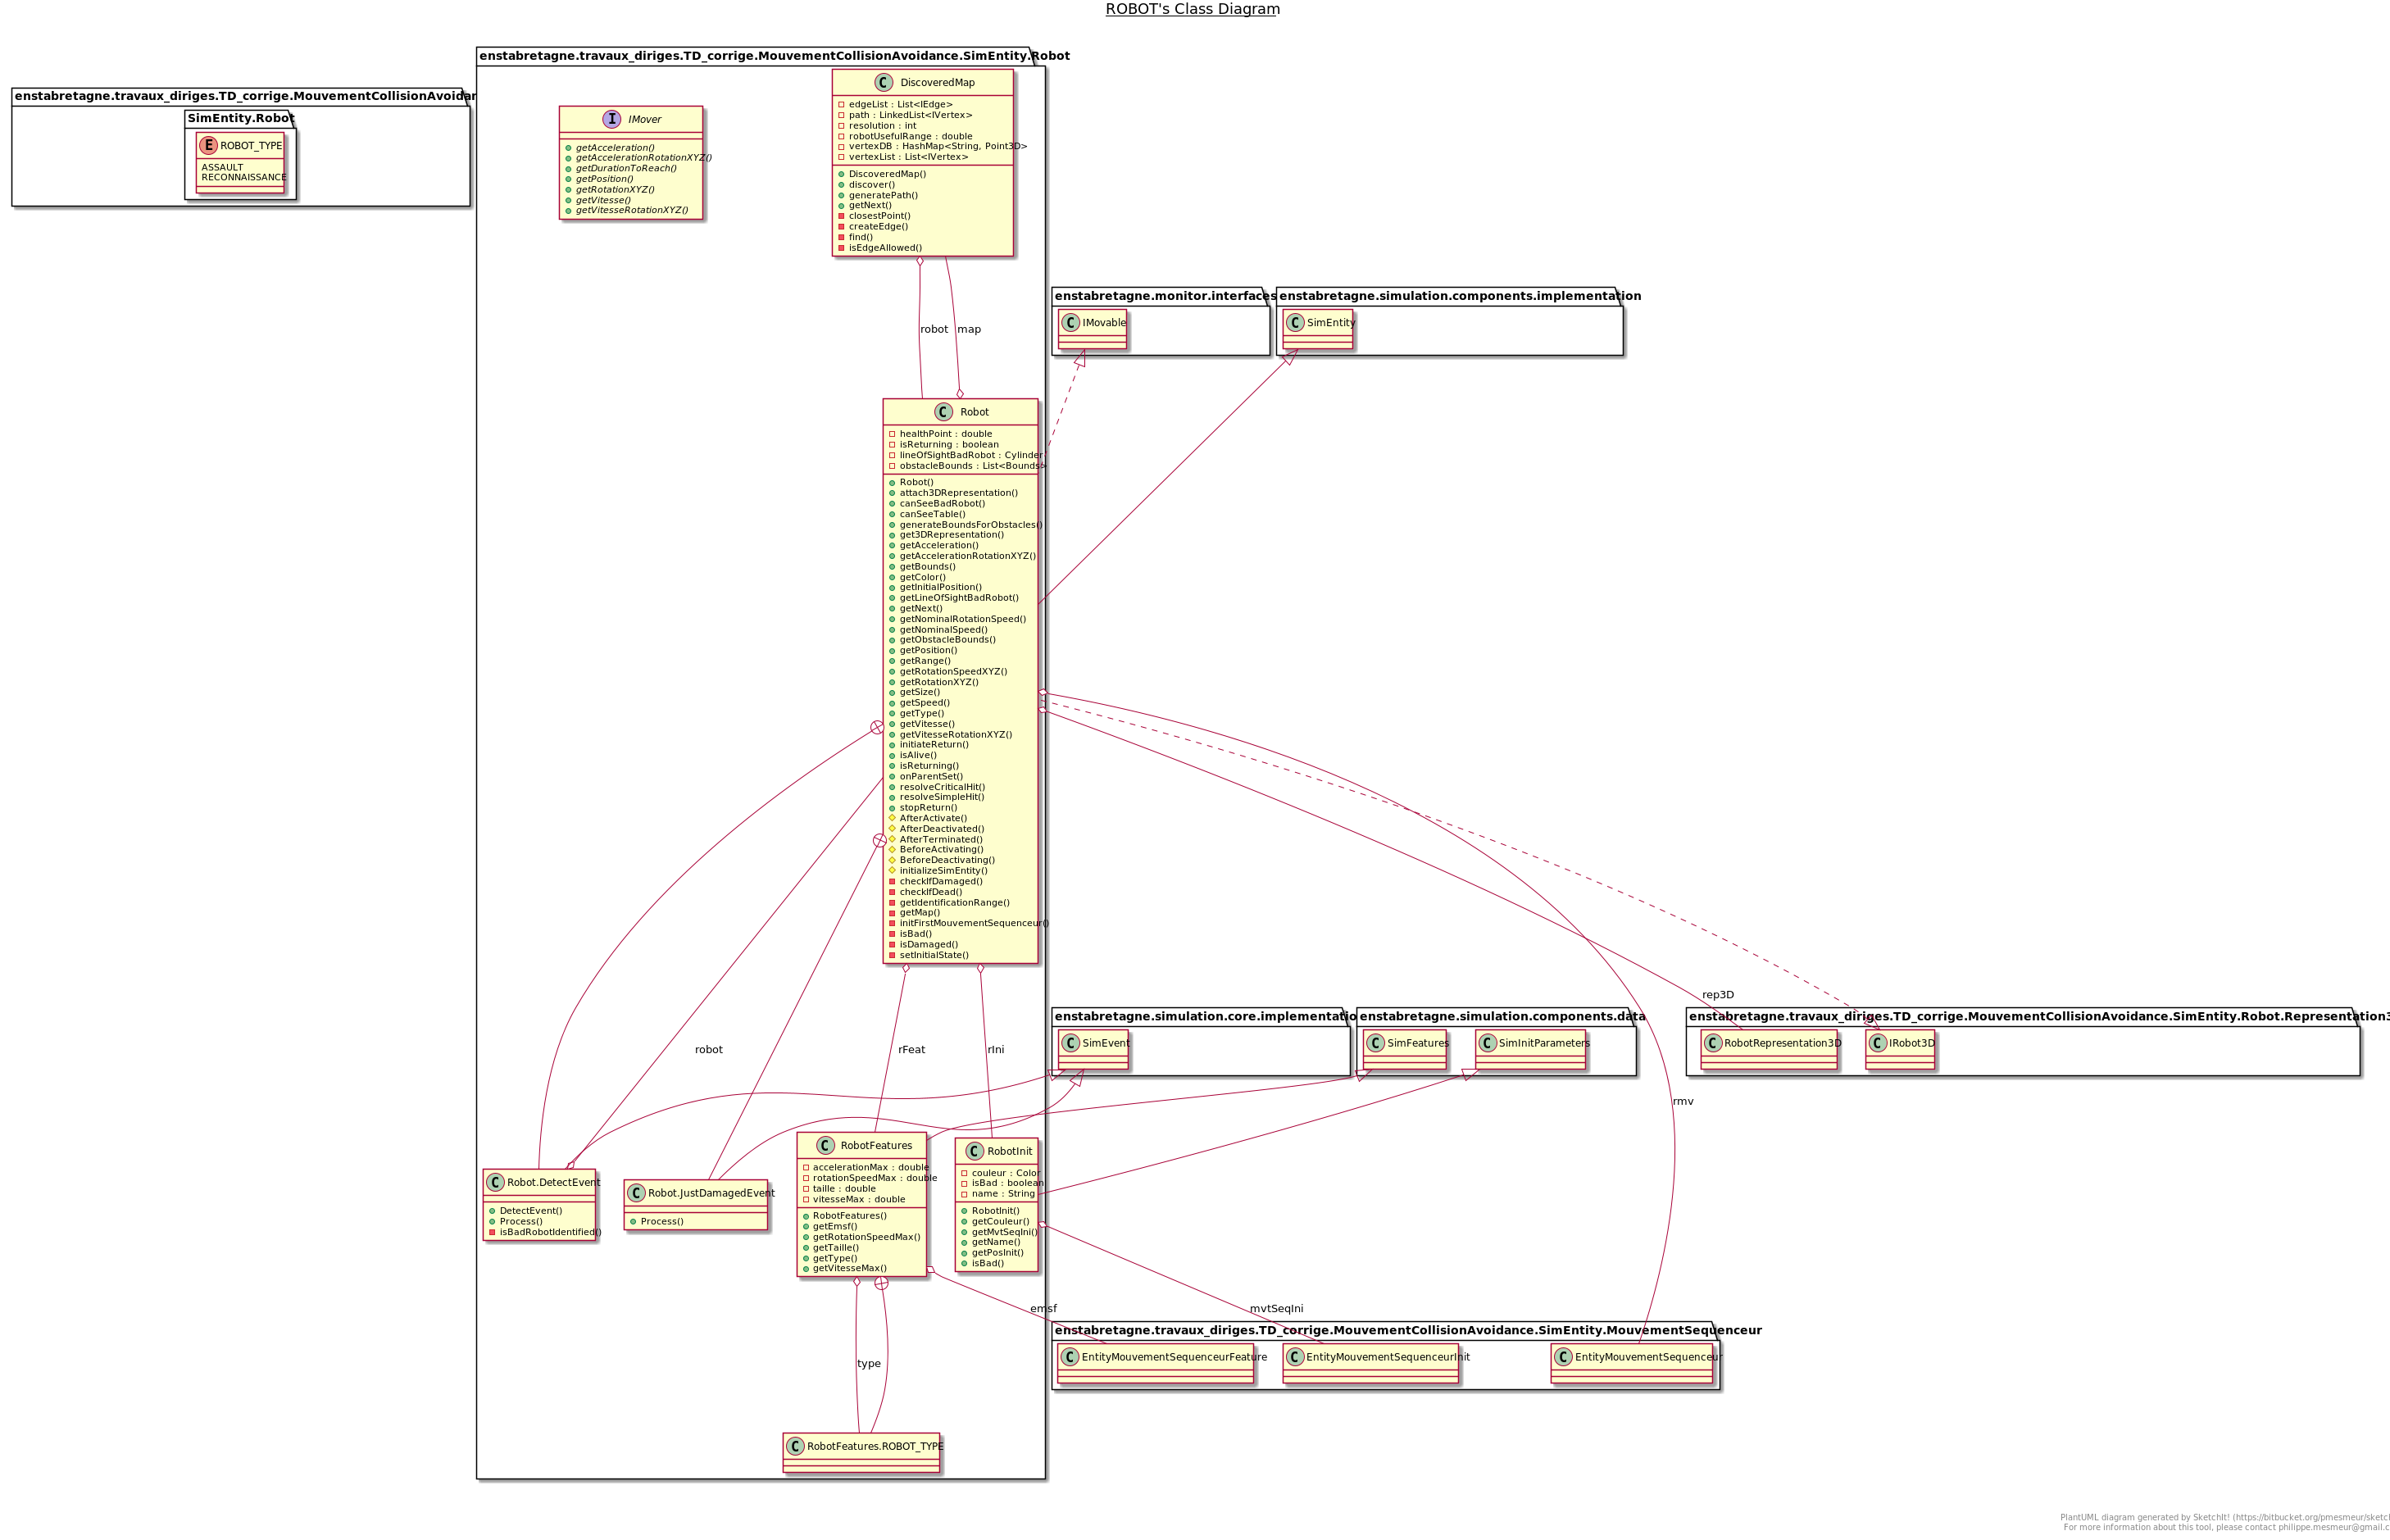 ROBOT's Class Diagram
enstabretagne.travaux_diriges.TD_corrige.MouvementCollisionAvoidan
SimEntity.Robot
E ROBOT_TYPE
ASSAULT
RECONNAISSANCE
enstabretagne.travaux_diriges.TD_corrige.MouvementCollisionAvoidance.SimEntity.Robot
I IMover
getAcceleration()
getAccelerationRotationXYZ()
getDurationToReach()
getPosition()
getRotationXYZ()
getVitesse()
getVitesseRotationXYZ()
C DiscoveredMap
edgeList : List<IEdge>
path : LinkedList<IVertex>
resolution : int
robotUsefulRange : double
vertexDB : HashMap<String, Point3D>
vertexList : List<IVertex>
DiscoveredMap()
discover()
generatePath()
getNext()
closestPoint()
createEdge()
find()
isEdgeAllowed()
enstabretagne.monitor.interfaces
C IMovable
enstabretagne.simulation.components.implementation
C SimEntity
robot
map
C Robot
healthPoint : double
isReturning : boolean
lineOfSightBadRobot : Cylinder
obstacleBounds : List<Bounds>
Robot()
attach3DRepresentation()
canSeeBadRobot()
canSeeTable()
generateBoundsForObstacles()
get3DRepresentation()
getAcceleration()
getAccelerationRotationXYZ()
getBounds()
getColor()
getInitialPosition()
getLineOfSightBadRobot()
getNext()
getNominalRotationSpeed()
getNominalSpeed()
getObstacleBounds()
getPosition()
getRange()
getRotationSpeedXYZ()
getRotationXYZ()
getSize()
getSpeed()
getType()
getVitesse()
getVitesseRotationXYZ()
initiateReturn()
isAlive()
isReturning()
onParentSet()
resolveCriticalHit()
resolveSimpleHit()
stopReturn()
AfterActivate()
AfterDeactivated()
AfterTerminated()
BeforeActivating()
BeforeDeactivating()
initializeSimEntity()
checkIfDamaged()
checkIfDead()
getIdentificationRange()
getMap()
initFirstMouvementSequenceur()
isBad()
isDamaged()
setInitialState()
rep3D
enstabretagne.simulation.core.implementatio
C SimEvent
enstabretagne.simulation.components.data
C SimFeatures
C SimInitParameters
enstabretagne.travaux_diriges.TD_corrige.MouvementCollisionAvoidance.SimEntity.Robot.Representation3
C RobotRepresentation3D
C IRobot3D
robot
rFeat
rIni
rmv
C Robot.DetectEvent
DetectEvent()
Process()
isBadRobotIdentified()
C Robot.JustDamagedEvent
Process()
C RobotFeatures
accelerationMax : double
rotationSpeedMax : double
taille : double
vitesseMax : double
RobotFeatures()
getEmsf()
getRotationSpeedMax()
getTaille()
getType()
getVitesseMax()
C RobotInit
couleur : Color
isBad : boolean
name : String
RobotInit()
getCouleur()
getMvtSeqIni()
getName()
getPosInit()
isBad()
emsf
mvtSeqIni
enstabretagne.travaux_diriges.TD_corrige.MouvementCollisionAvoidance.SimEntity.MouvementSequenceur
C EntityMouvementSequenceurFeature
C EntityMouvementSequenceurInit
C EntityMouvementSequenceur
type
C RobotFeatures.ROBOT_TYPE
PlantUML diagram generated by SketchIt! (https://bitbucket.org/pmesmeur/sketc
For more information about this tool, please contact philippe.mesmeur@gmail.c